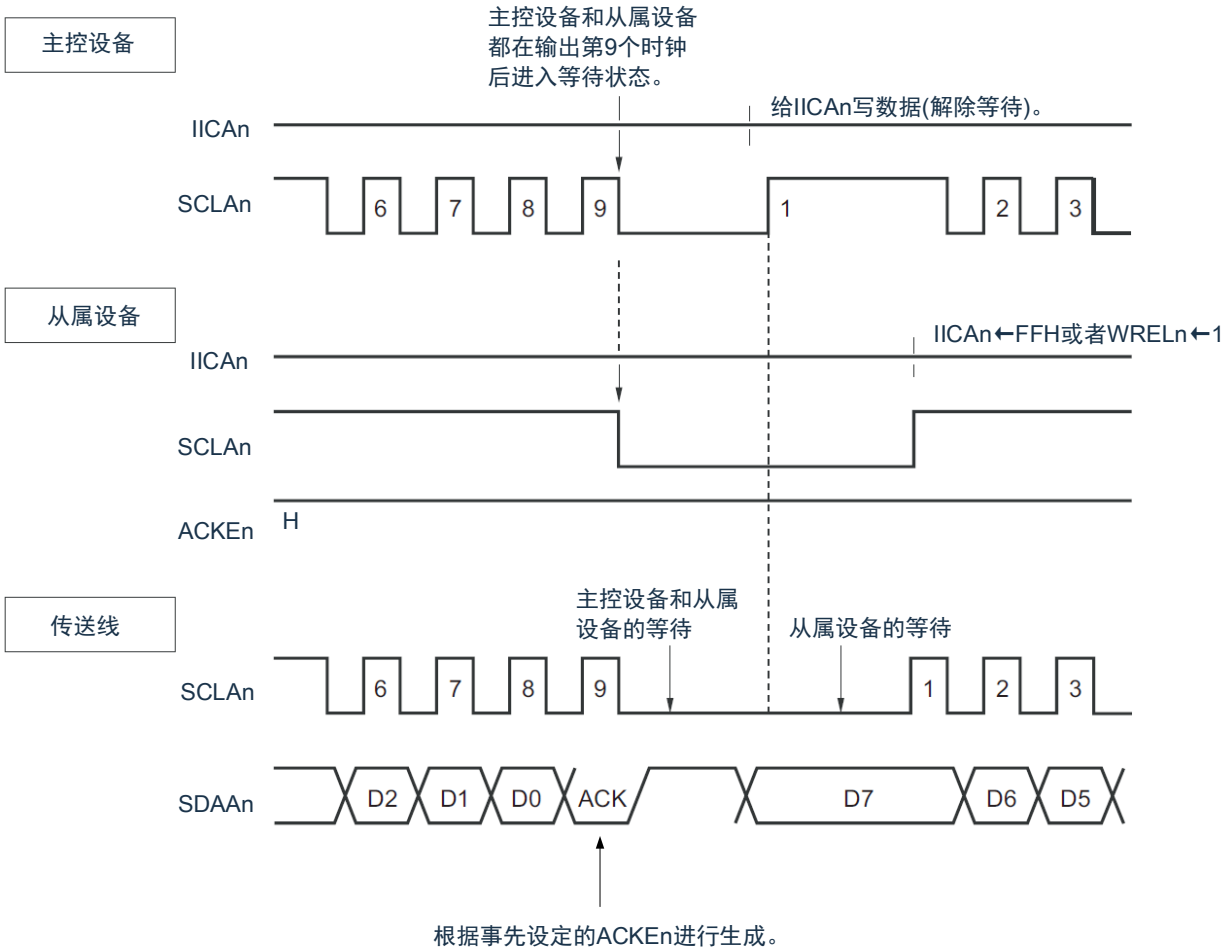 主控设备
主控设备和从属设备
都在输出第9个时钟
后进入等待状态。
给IICAn写数据(解除等待)。
IICAn
SCLAn
6
7
8
9
1
2
3
从属设备
IICAn←FFH或者WRELn←1
IICAn
SCLAn
ACKEn
H
传送线
主控设备和从属
设备的等待
从属设备的等待
SCLAn
6
7
8
9
1
2
3
SDAAn
D2
D1
D0
ACK
D7
D6
D5
根据事先设定的ACKEn进行生成。